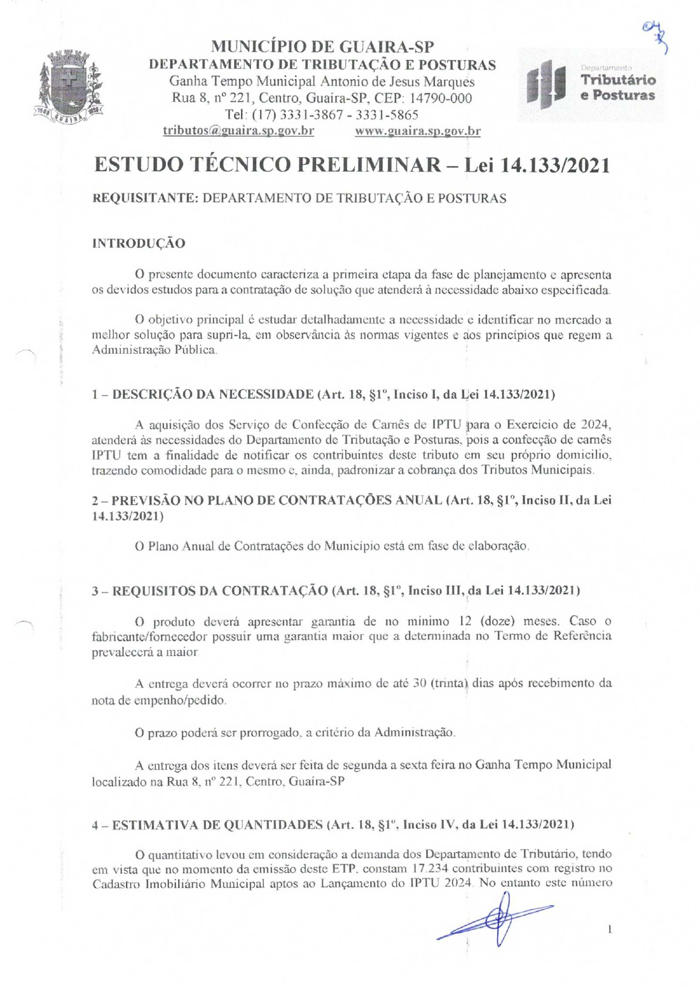 04
MUNICÍPIO DE GUAIRA-SP
DEPARTAMENTO DE TRIBUTAÇÃO E POSTURAS
Ganha Tempo Municipal Antonio de Jesus Marques
Rua 8, nº 221, Centro, Guaíra-SP, CEP: 14790-000
Tel: (17) 3331-3867 - 3331-5865
tributos@guaira.sp.gov.br www.guaira.sp.gov.br
GUAIRA
Departamento
Tributário
e Posturas
ESTUDO TÉCNICO PRELIMINAR – Lei 14.133/2021
REQUISITANTE: DEPARTAMENTO DE TRIBUTAÇÃO E POSTURAS
INTRODUÇÃO
O presente documento caracteriza a primeira etapa da fase de planejamento e apresenta
os devidos estudos para a contratação de solução que atenderá à necessidade abaixo especificada.
O objetivo principal é estudar detalhadamente a necessidade e identificar no mercado a
melhor solução para supri-la, em observância às normas vigentes e aos princípios que regem a
Administração Pública.
1 – DESCRIÇÃO DA NECESSIDADE (Art. 18, §1º, Inciso I, da Lei 14.133/2021)
A aquisição dos Serviço de Confecção de Carnês de IPTU para o Exercício de 2024,
atenderá às necessidades do Departamento de Tributação e Posturas, pois a confecção de carnês
IPTU tem a finalidade de notificar os contribuintes deste tributo em seu próprio domicilio,
trazendo comodidade para o mesmo e, ainda, padronizar a cobrança dos Tributos Municipais.
2 – PREVISÃO NO PLANO DE CONTRATAÇÕES ANUAL (Art. 18, §1º, Inciso II, da Lei
14.133/2021)
O Plano Anual de Contratações do Município está em fase de elaboração.
3 – REQUISITOS DA CONTRATAÇÃO (Art. 18, §1º, Inciso III, da Lei 14.133/2021)
O produto deverá apresentar garantia de no mínimo 12 (doze) meses. Caso o
fabricante/fornecedor possuir uma garantia maior que a determinada no Termo de Referência
prevalecerá a maior
A entrega deverá ocorrer no prazo máximo de até 30 (trinta) dias após recebimento da
nota de empenho/pedido.
O prazo poderá ser prorrogado, a critério da Administração.
A entrega dos itens deverá ser feita de segunda a sexta feira no Ganha Tempo Municipal
localizado na Rua 8, nº 221, Centro, Guaíra-SP
4 – ESTIMATIVA DE QUANTIDADES (Art. 18, §1º, Inciso IV, da Lei 14.133/2021)
O quantitativo levou em consideração a demanda dos Departamento de Tributário, tendo
em vista que no momento da emissão deste ETP, constam 17.234 contribuintes com registro no
Cadastro Imobiliário Municipal aptos ao Lançamento do IPTU 2024. No entanto este número
1